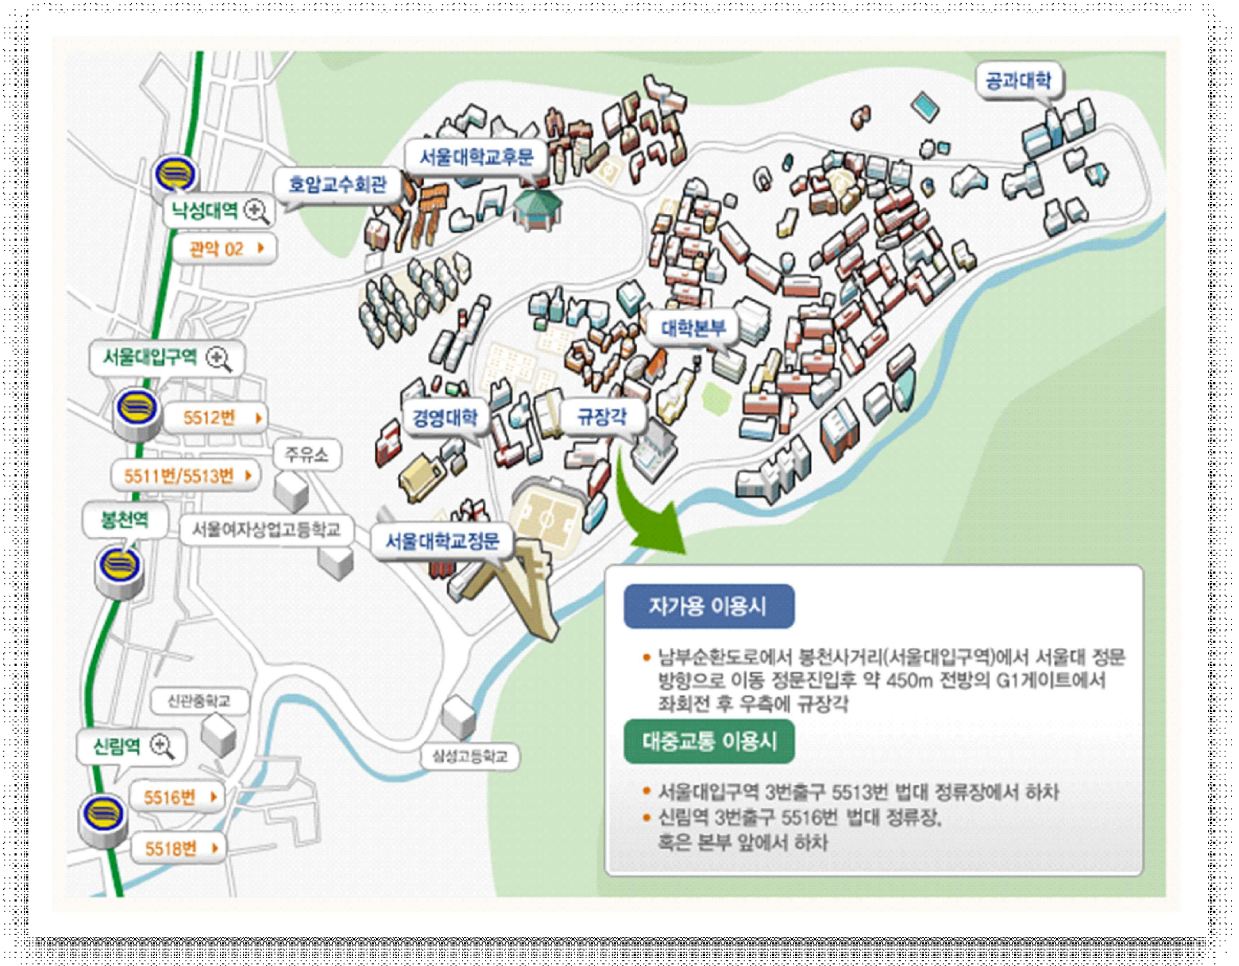 공과대학
서울대학교후문
호암교수회관
낙성대역
관악 02
대학본부
서울대입구역
5512번
경영대학
규장각
주유소
5511번/5513번
봉천역
서울여자상업고등학교
서울대학교정문
자가용 이용시
• 남부순환도로에서 봉천사거리(서울대입구역)에서 서울대 정문
방향으로 이동 정문진입후 약 450m 전방의 G1게이트에서
좌회전 후 우측에 규장각
대중교통 이용시
• 서울대입구역 3번출구 5513번 법대 정류장에서 하차
• 신림역 3번출구 5516번 법대 정류장,
혹은 본부 앞에서 하차
신관중학교
신림역
삼성고등학교
5516번
5518번